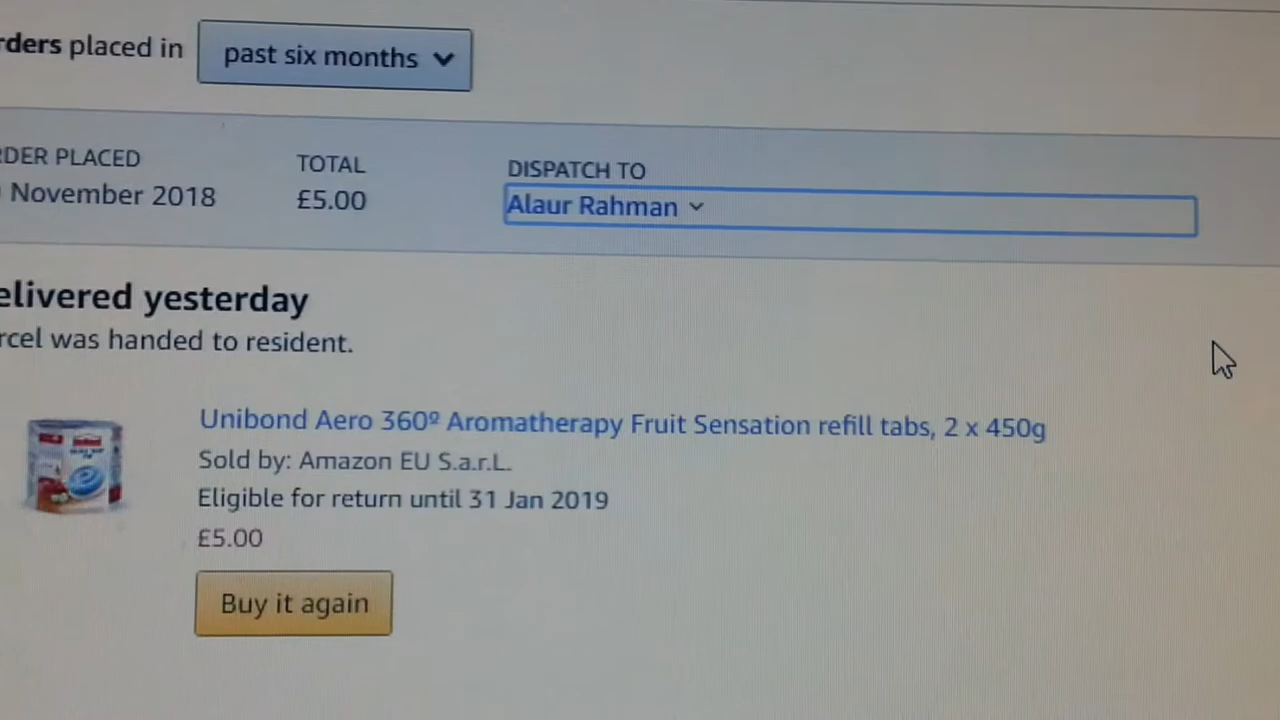 rders placed in past six months
RDER PLACED TOTAL DISPATCH TO
November 2018 £5.00 Alaur Rahman
elivered yesterday
rcel was handed to resident.
Unibond Aero 360º Aromatherapy Fruit Sensation refill tabs, 2 x 450g
Sold by: Amazon EU S.a.r.L.
Eligible for return until 31 Jan 2019
£5.00
Buy it again